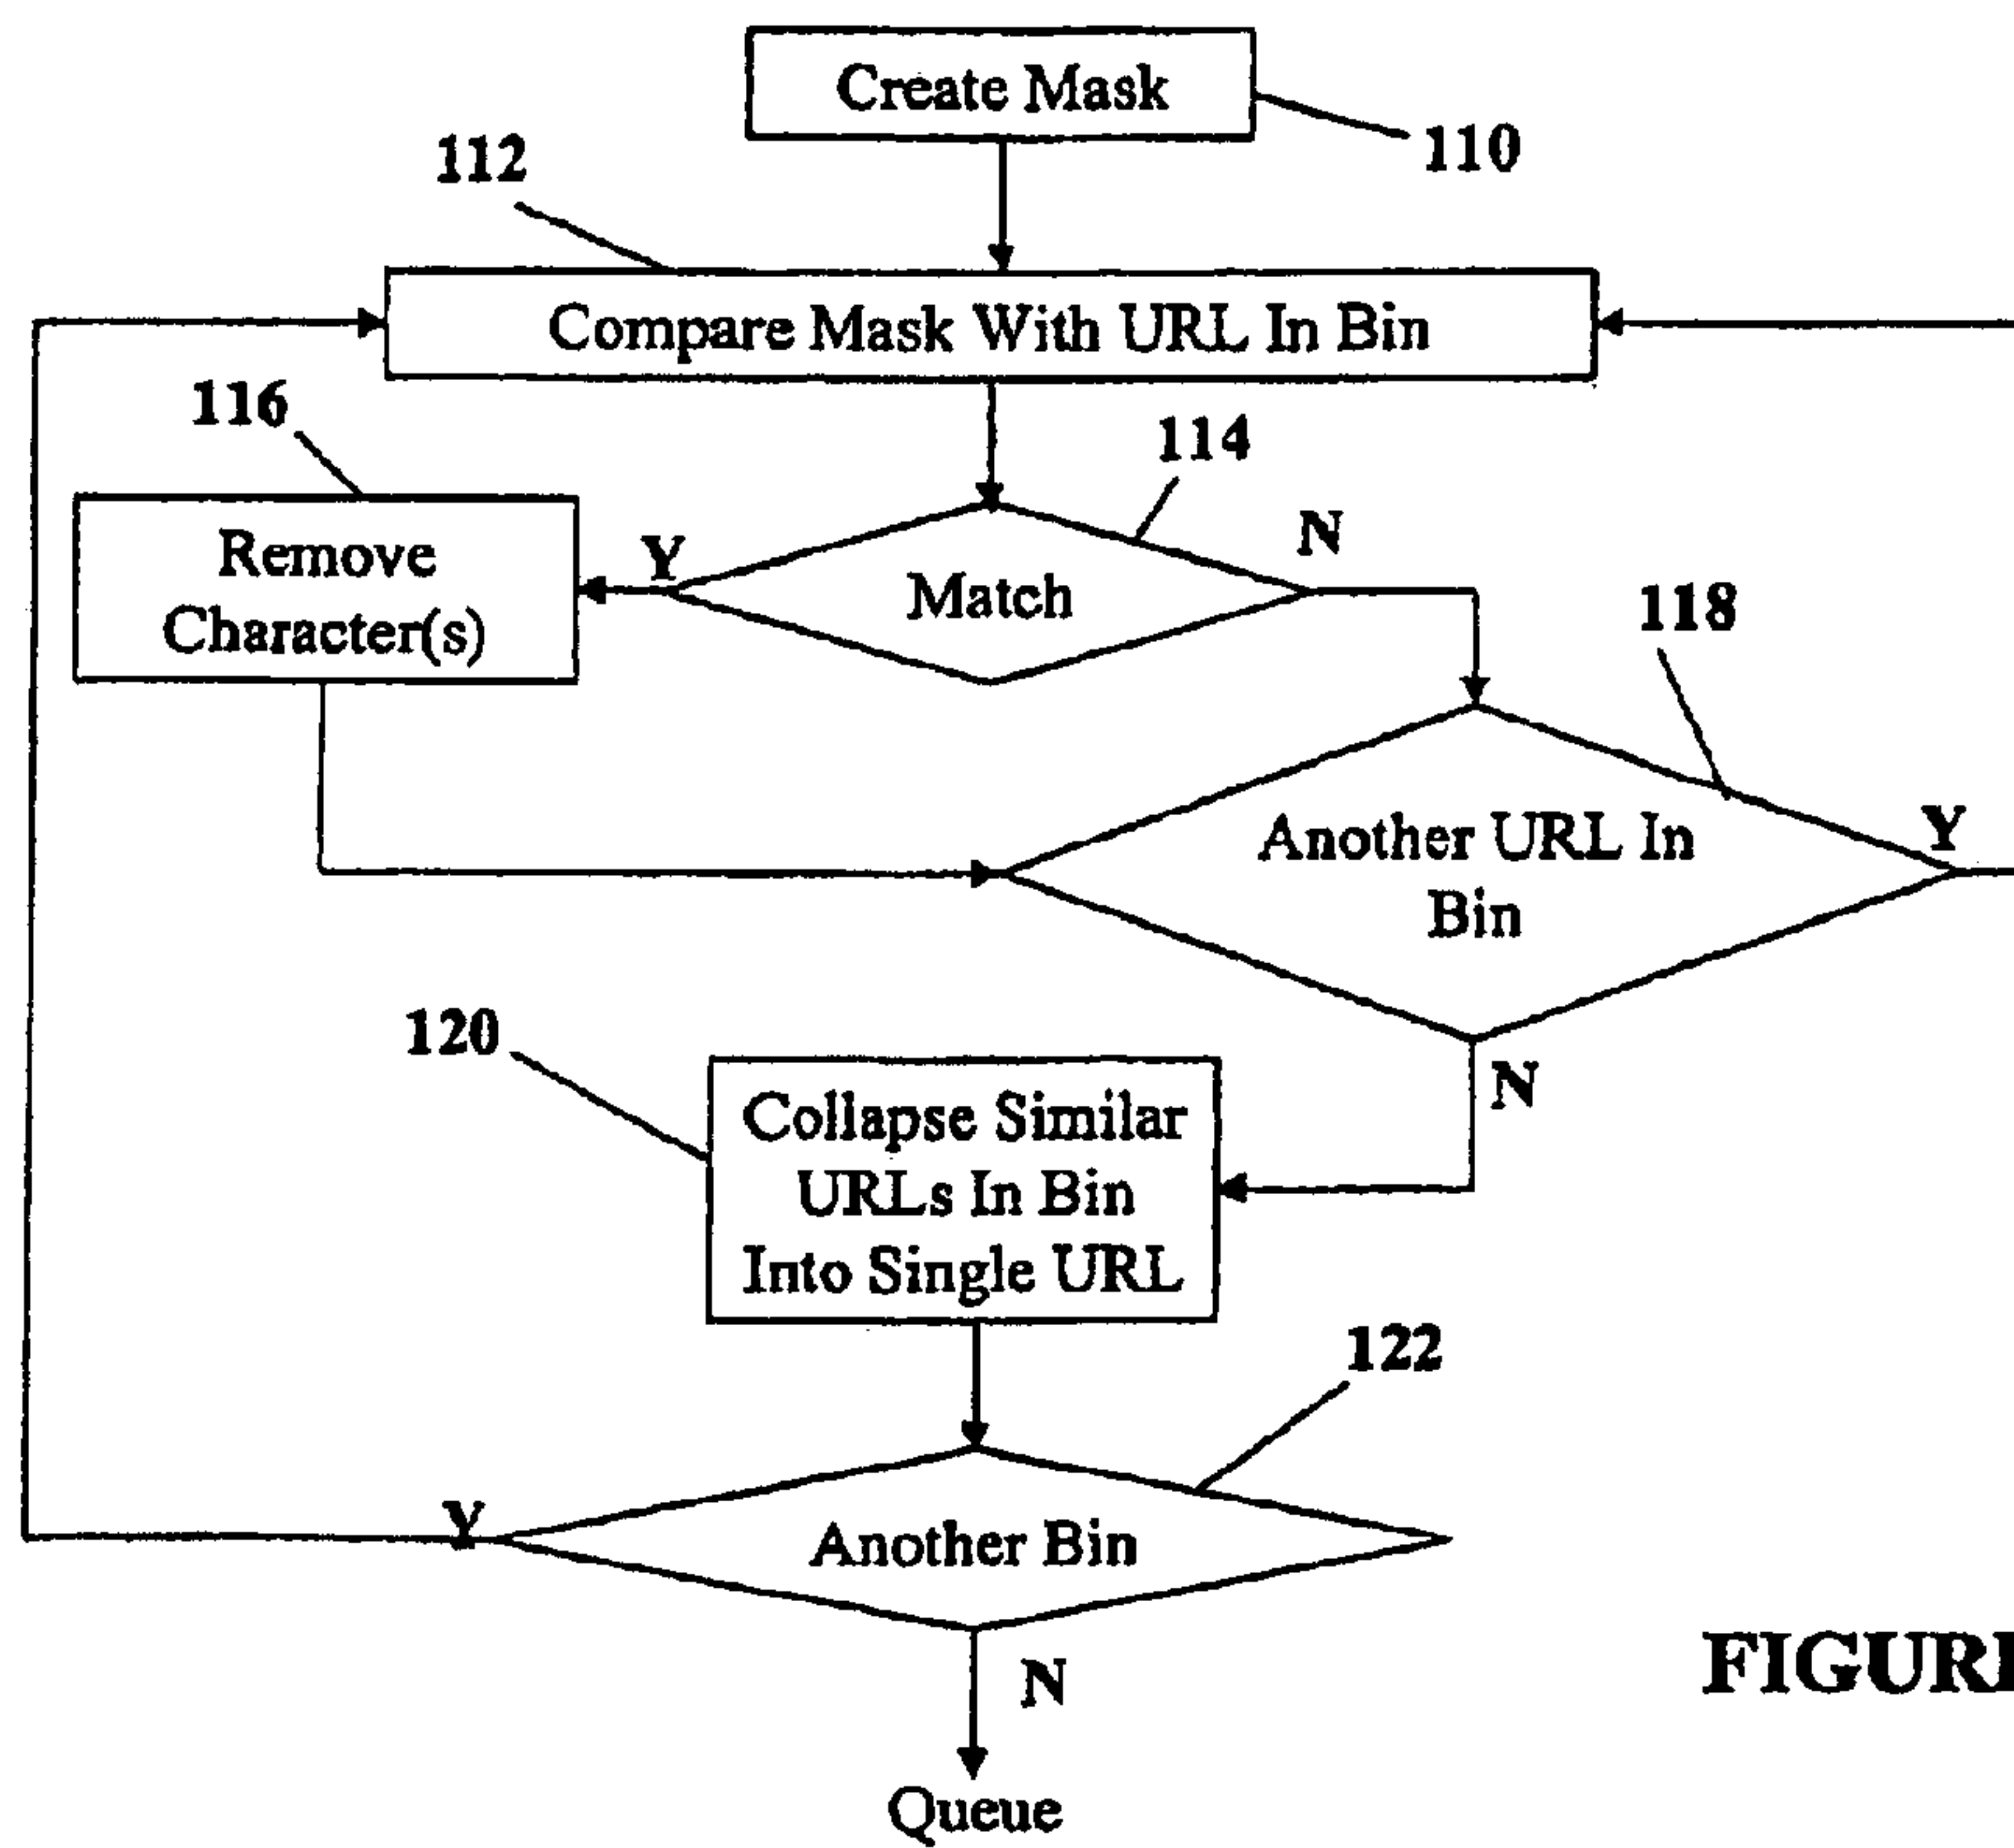 Create Mask
110
112
Compare Mask With URL In Bin
116
114
Remove
Character(s)
Y
Match
N
118
Another URL In
Bin
Y
120
N
Collapse Similar
URLs In Bin
Into Single URL
122
Y
Another Bin
N
FIGUR
Queue